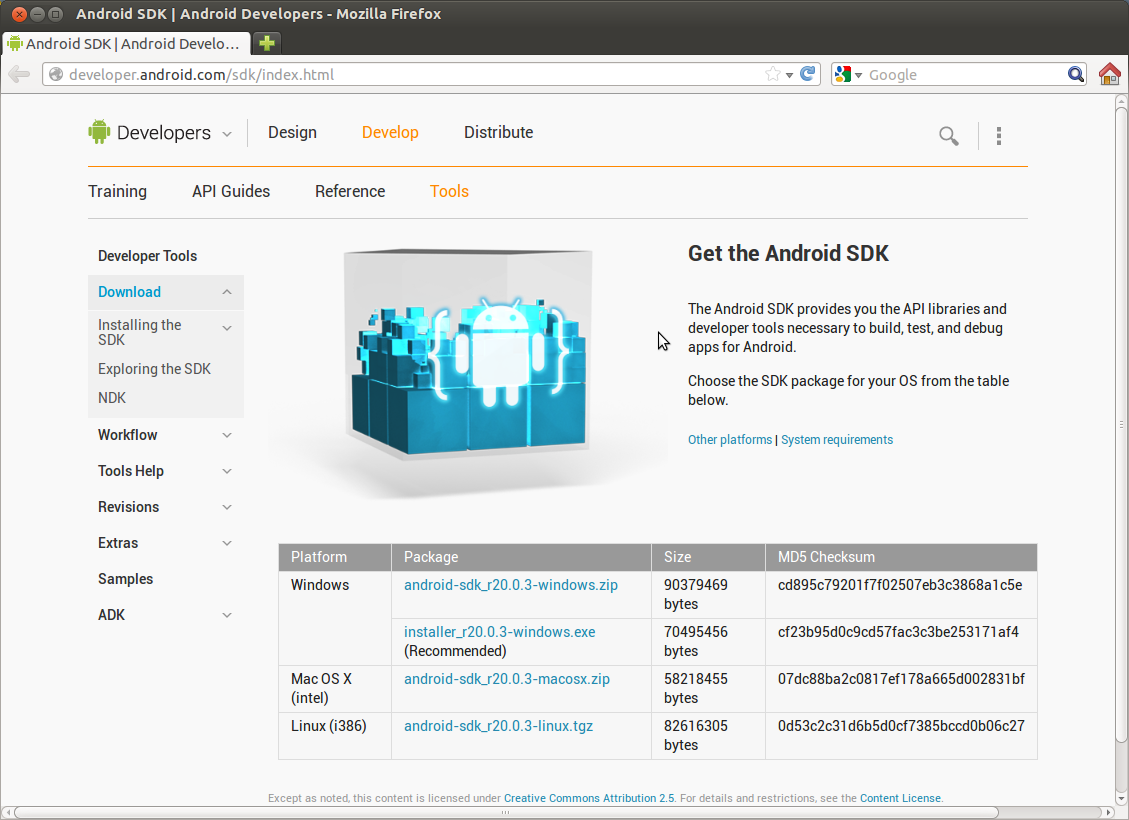 Android SDK | Android Developers - Mozilla Firefox
Android SDK | Android Develo...
developer.android.com/sdk/index.html
Google
Developers
Design
Develop
Distribute
Training
API Guides
Reference
Tools
Developer Tools
Download
Installing the
SDK
Exploring the SDK
NDK
Workflow
Tools Help
Revisions
Extras
Samples
ADK
Get the Android SDK
The Android SDK provides you the API libraries and
developer tools necessary to build, test, and debug
apps for Android.
Choose the SDK package for your OS from the table
below.
Other platforms | System requirements
Platform Package Size MD5 Checksum
Windows android-sdk_r20.0.3-windows.zip 90379469 cd895c79201f7f02507eb3c3868a1c5e
bytes
installer_r20.0.3-windows.exe 70495456 cf23b95d0c9cd57fac3c3be253171af4
(Recommended) bytes
Mac OS X android-sdk_r20.0.3-macosx.zip 58218455 07dc88ba2c0817ef178a665d002831bf
(intel) bytes
Linux (i386) android-sdk_r20.0.3-linux.tgz 82616305 0d53c2c31d6b5d0cf7385bccd0b06c27
bytes
Except as noted, this content is licensed under Creative Commons Attribution 2.5. For details and restrictions, see the Content License.